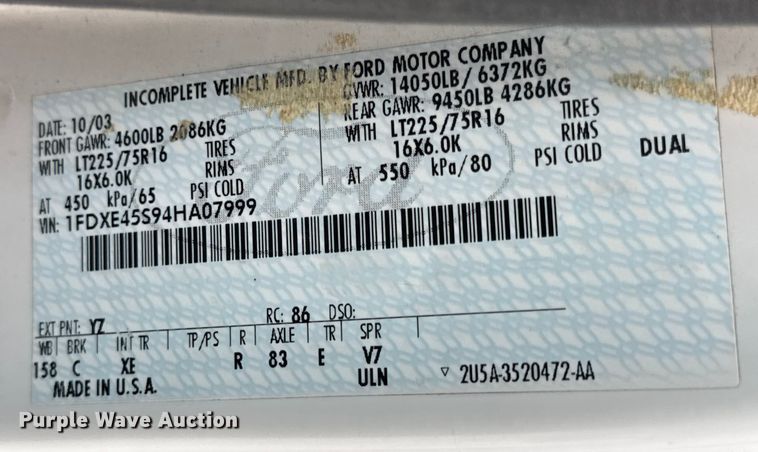 INCOMPLETE VEHICLE MFD. BY FORD MOTOR COMPANY
DATE: 10/03 GVWR: 14050LB/ 6372KG
FRONT GAWR: 4600LB 2086KG REAR GAWR: 9450LB 4286KG
WITH LT225/75R16 TIRES WITH LT225/75R16 TIRES
16X6.0K RIMS 16X6.0K RIMS DUAL
AT 450 kPa/65 PSI COLD AT 550 kPa/80 PSI COLD
VIN: 1FDXE45S94HA07999
Ford
EXT PNT: YZ RC: 86 DSO:
WB BRK INT TR TP/PS R AXLE TR SPR
158 C XE R 83 E V7
MADE IN U.S.A. ULN ▽ 2U5A-3520472-AA
Purple Wave Auction